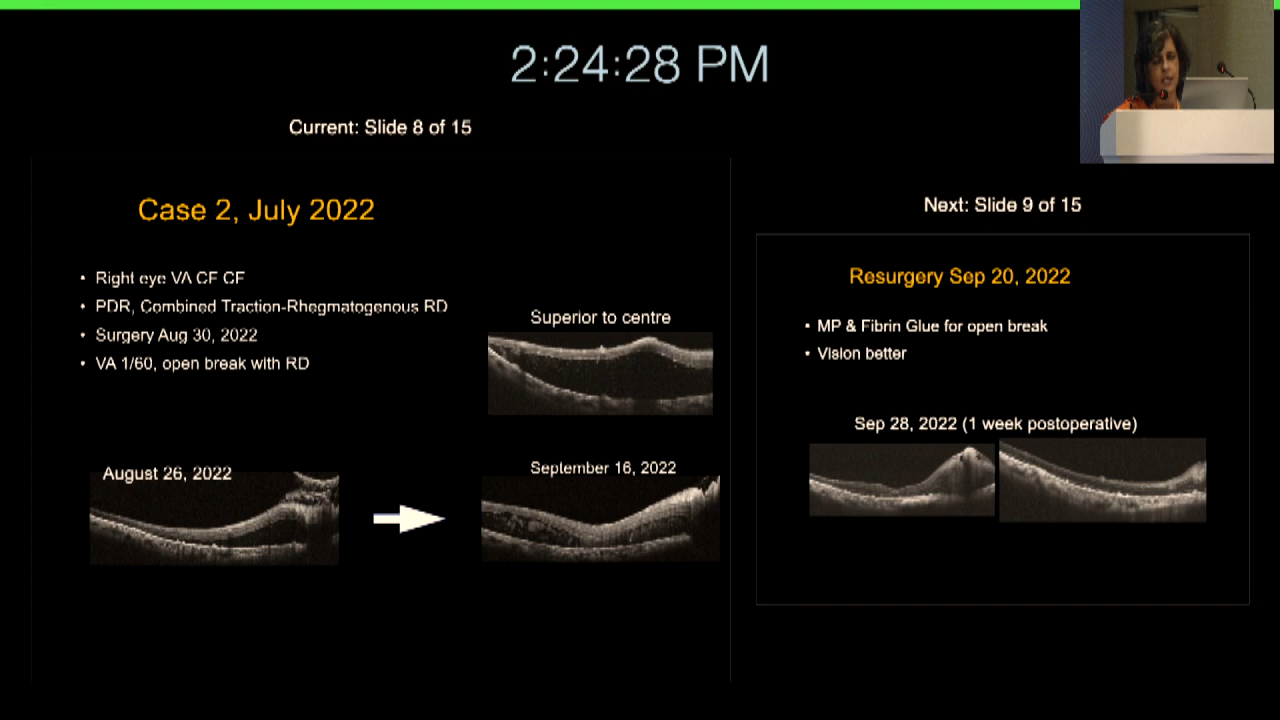 2:24:28 PM
Current: Slide 8 of 15
Case 2, July 2022
• Right eye VA CF CF
• PDR, Combined Traction-Rhegmatogenous RD
• Surgery Aug 30, 2022
• VA 1/60, open break with RD
Superior to centre
August 26, 2022
September 16, 2022
Next: Slide 9 of 15
Resurgery Sep 20, 2022
• MP & Fibrin Glue for open break
• Vision better
Sep 28, 2022 (1 week postoperative)